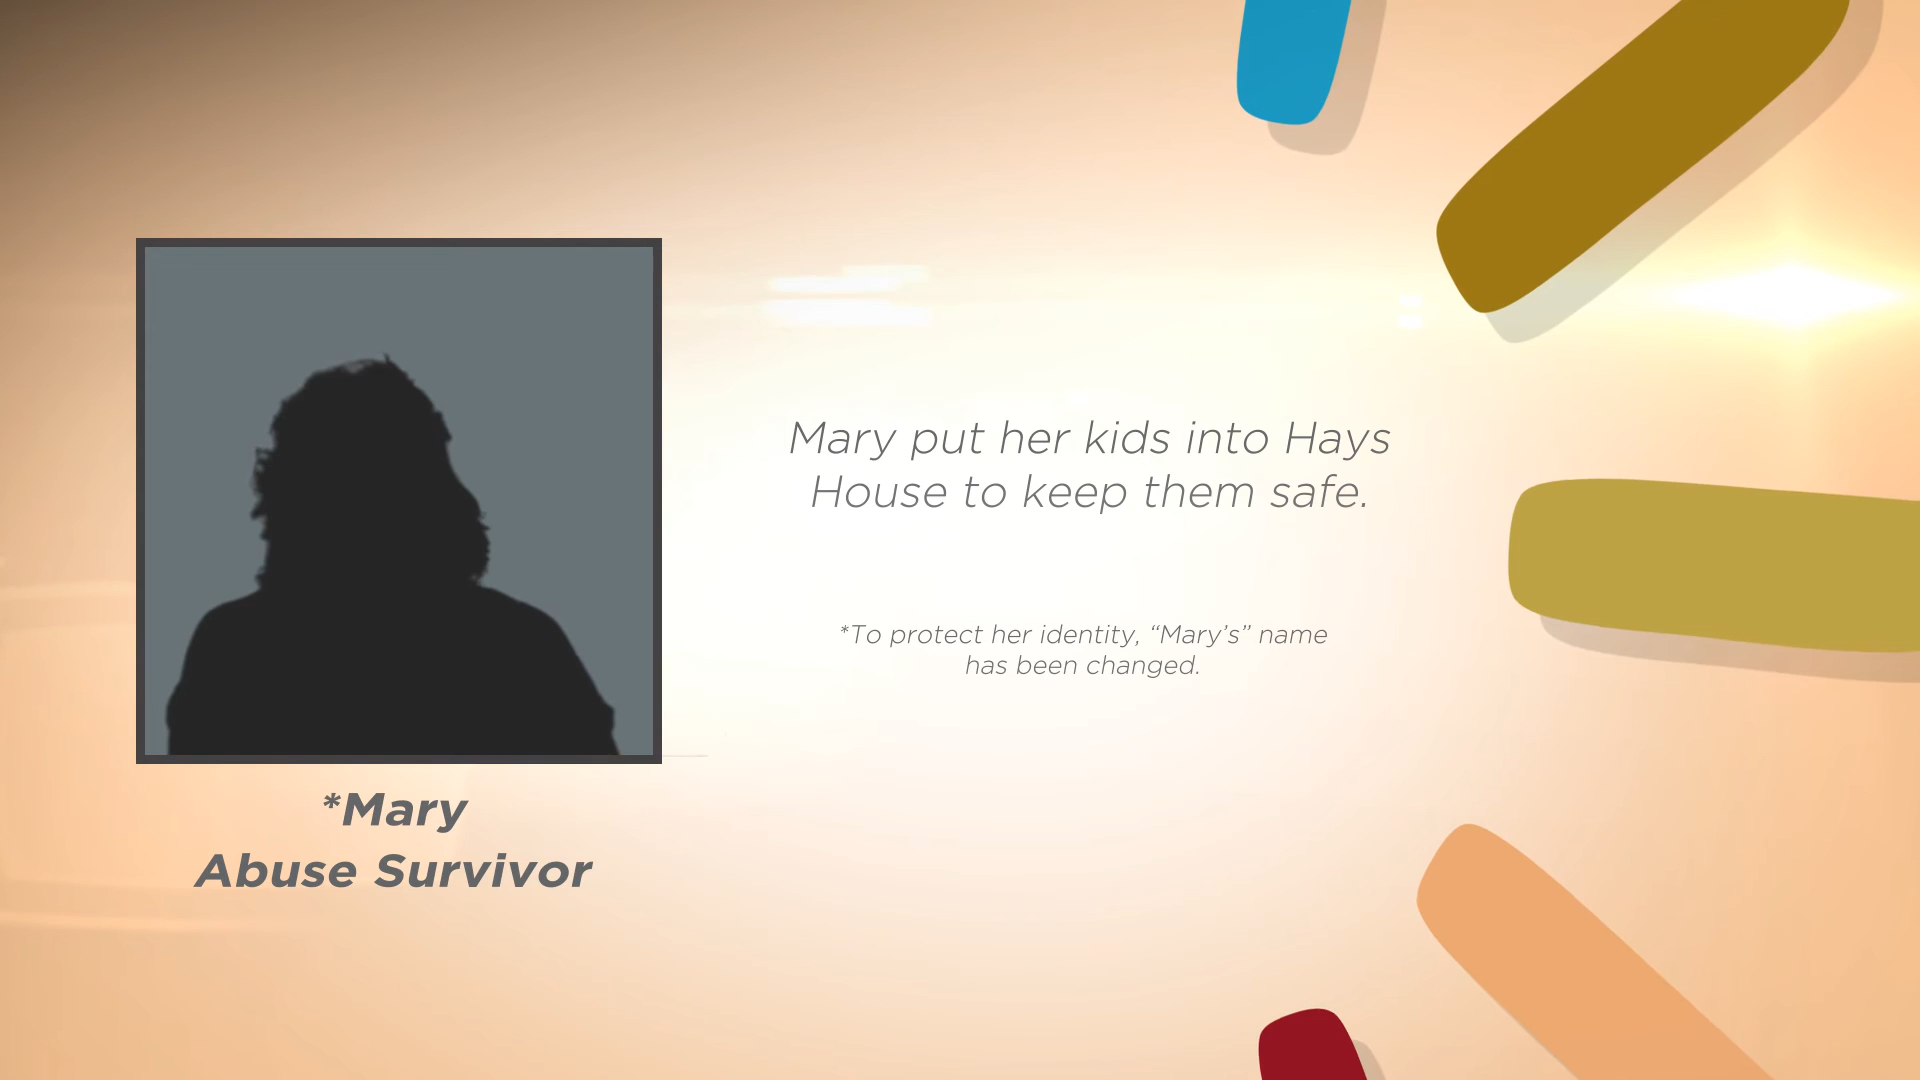 Mary put her kids into Hays
House to keep them safe.
*To protect her identity, “Mary’s” name
has been changed.
*Mary
Abuse Survivor